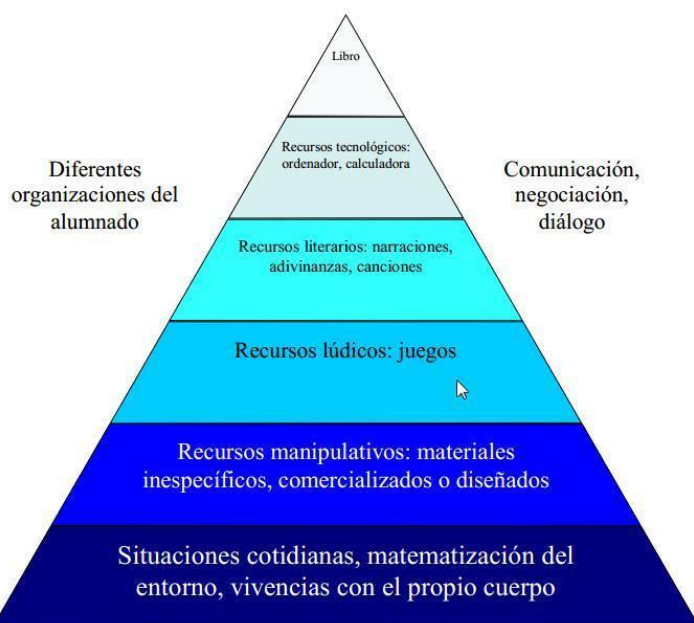 Libro
Recursos tecnológicos:
ordenador, calculadora
Diferentes
organizaciones del
alumnado
Comunicación,
negociación,
diálogo
Recursos literarios: narraciones,
adivinanzas, canciones
Recursos lúdicos: juegos
Recursos manipulativos: materiales
inespecíficos, comercializados o diseñados
Situaciones cotidianas, matematización del
entorno, vivencias con el propio cuerpo